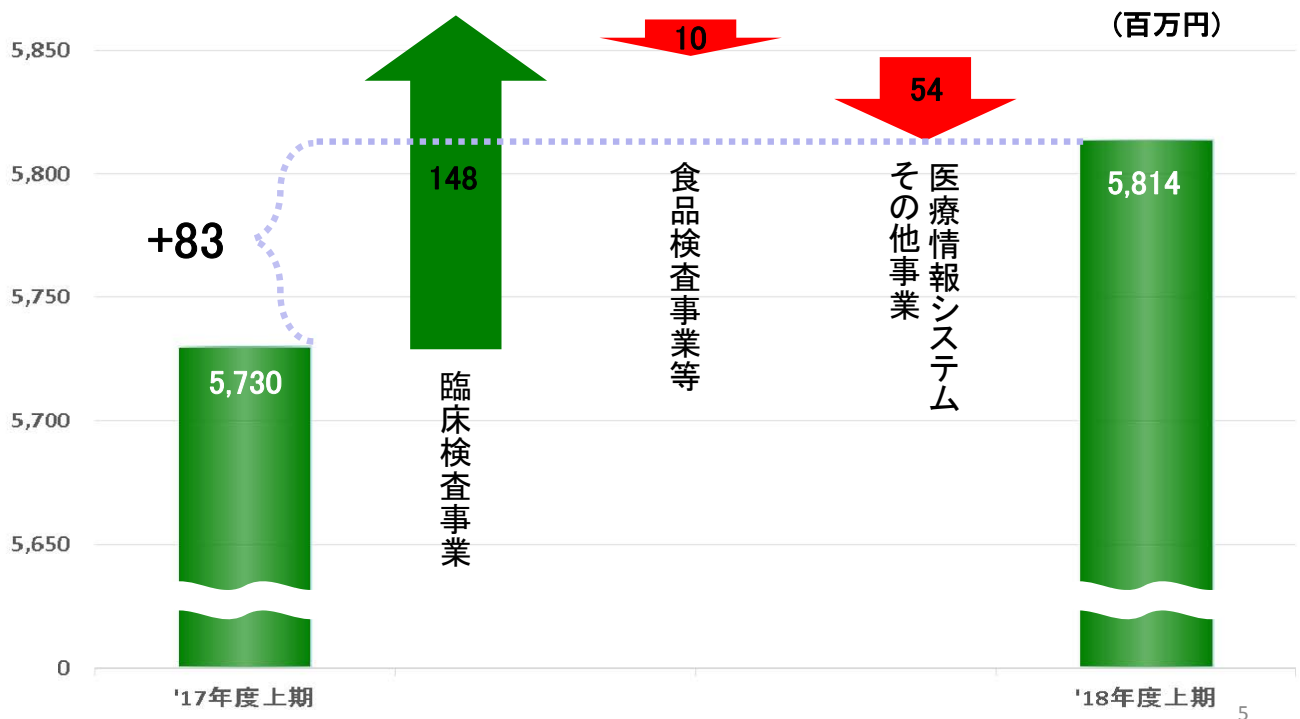 (百万円)
5,850
5,800
5,750
5,700
5,650
0
+83
5,730
148
臨床検査事業
10
食品検査事業等
54
医療情報システム
その他事業
5,814
'17年度上期
'18年度上期
5